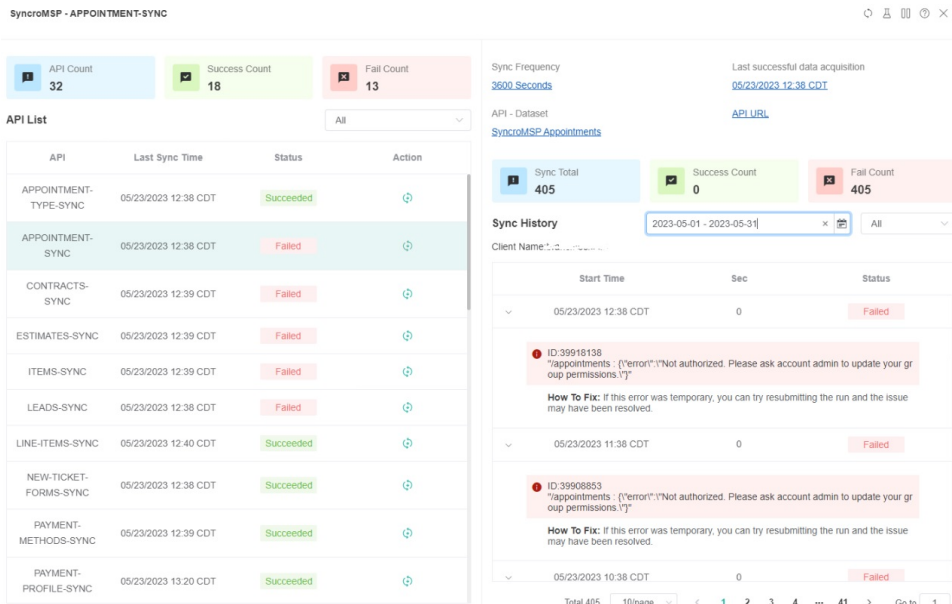 SyncroMSP - APPOINTMENT-SYNC
API Count
32
Success Count
18
Fail Count
13
API List
All
API Last Sync Time Status Action
APPOINTMENT-
TYPE-SYNC
05/23/2023 12:38 CDT Succeeded
APPOINTMENT-
SYNC
05/23/2023 12:38 CDT Failed
CONTRACTS-
SYNC
05/23/2023 12:39 CDT Failed
ESTIMATES-SYNC 05/23/2023 12:39 CDT Failed
ITEMS-SYNC 05/23/2023 12:39 CDT Failed
LEADS-SYNC 05/23/2023 12:38 CDT Failed
LINE-ITEMS-SYNC 05/23/2023 12:40 CDT Succeeded
NEW-TICKET-
FORMS-SYNC
05/23/2023 12:38 CDT Succeeded
PAYMENT-
METHODS-SYNC
05/23/2023 12:39 CDT Succeeded
PAYMENT-
PROFILE-SYNC
05/23/2023 13:20 CDT Succeeded
Sync Frequency
3600 Seconds
Last successful data acquisition
05/23/2023 12:38 CDT
API - Dataset
SyncroMSP Appointments
API URL
Sync Total
405
Success Count
0
Fail Count
405
Sync History
2023-05-01 - 2023-05-31
All
Client Name:
Start Time Sec Status
05/23/2023 12:38 CDT 0 Failed
ID:39918138
"/appointments : {\"error\":\"Not authorized. Please ask account admin to update your gr
oup permissions.\"}"
How To Fix: If this error was temporary, you can try resubmitting the run and the issue
may have been resolved.
05/23/2023 11:38 CDT 0 Failed
ID:39908853
"/appointments : {\"error\":\"Not authorized. Please ask account admin to update your gr
oup permissions.\"}"
How To Fix: If this error was temporary, you can try resubmitting the run and the issue
may have been resolved.
05/23/2023 10:38 CDT 0 Failed
Total 405 10/page < 1 2 3 4 ... 41 > Go to 1